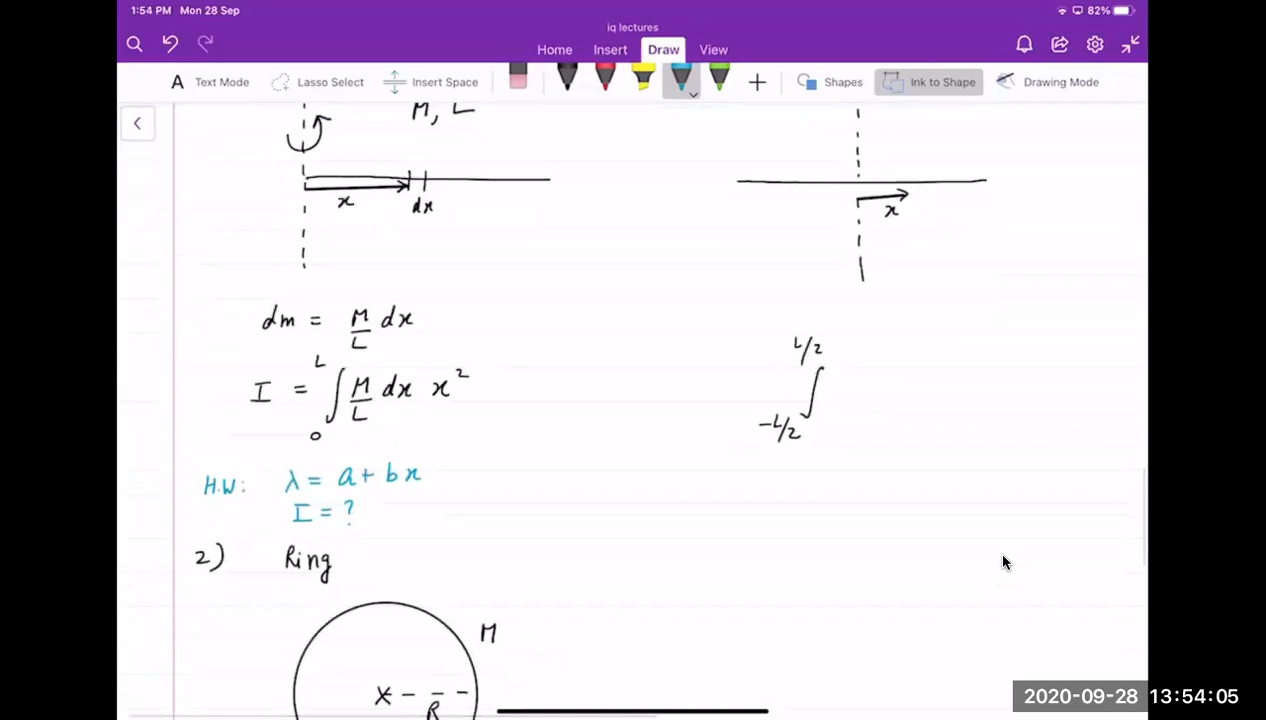 1:54 PM Mon 28 Sep
82%
iq lectures
Home Insert Draw View
A Text Mode Lasso Select Insert Space Shapes Ink to Shape Drawing Mode
M, L
x dx
x
dm = M/L dx
I = ∫₀ᴸ M/L dx x²
L/2
∫
-L/2
H.W: λ = a + bx
I = ?
2) Ring
M
R
2020-09-28 13:54:05